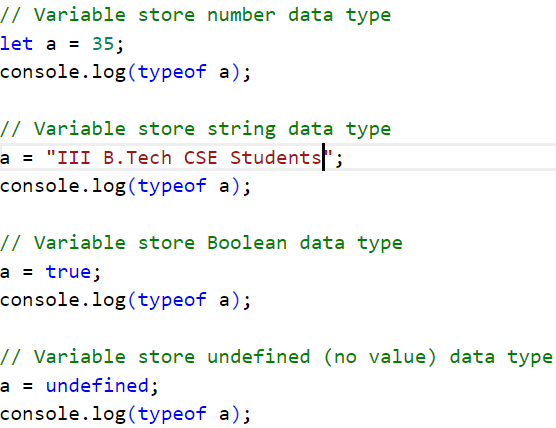 // Variable store number data type
let a = 35;
console.log(typeof a);
// Variable store string data type
a = "III B.Tech CSE Students";
console.log(typeof a);
// Variable store Boolean data type
a = true;
console.log(typeof a);
// Variable store undefined (no value) data type
a = undefined;
console.log(typeof a);